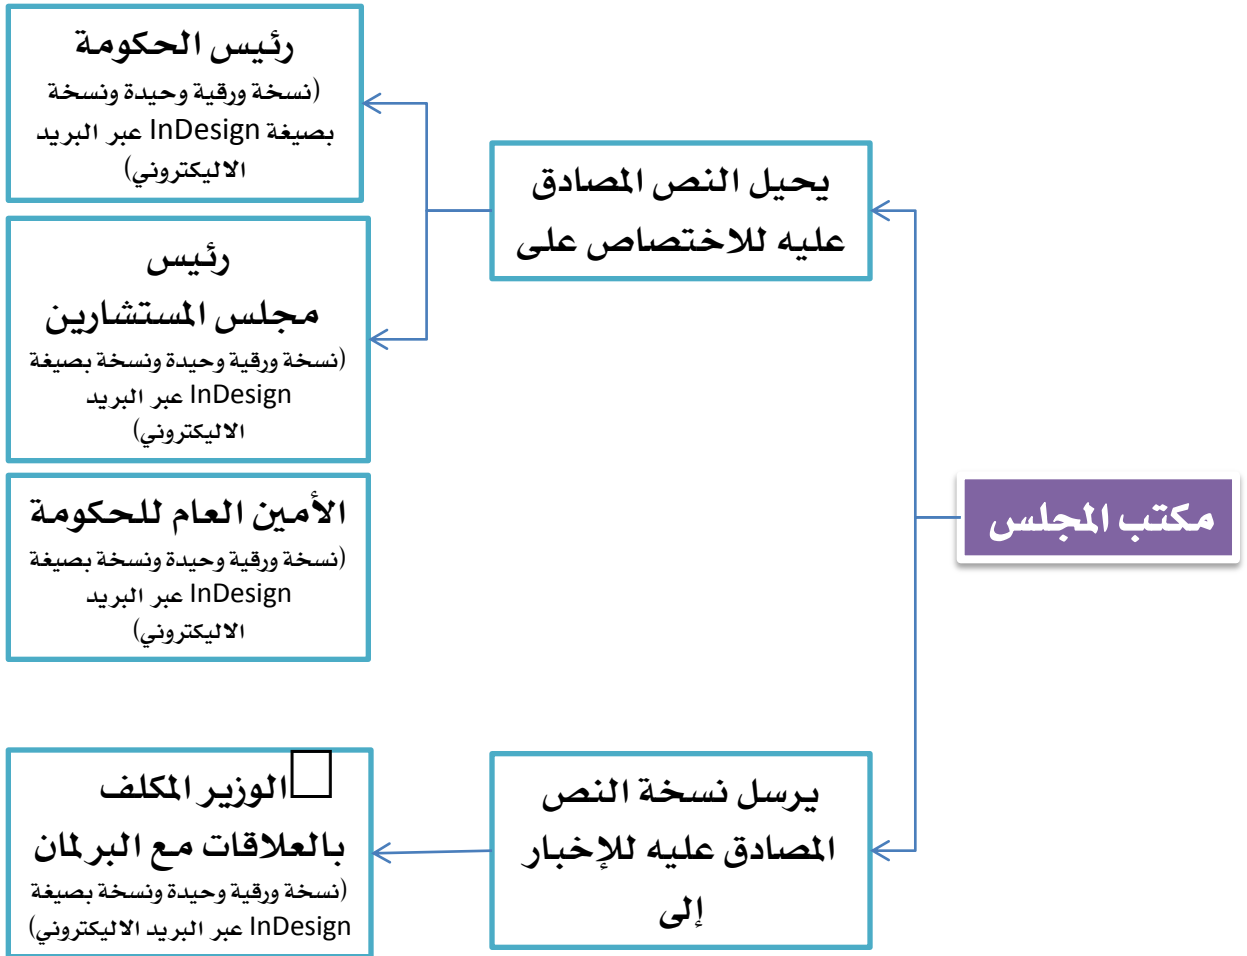 مكتب المجلس
يحيل النص المصادق
عليه للاختصاص على
رئيس الحكومة
(نسخة ورقية وحيدة ونسخة
بصيغة InDesign عبر البريد
الاليكتروني)
رئيس
مجلس المستشارين
(نسخة ورقية وحيدة ونسخة بصيغة
InDesign عبر البريد
الاليكتروني)
الأمين العام للحكومة
(نسخة ورقية وحيدة ونسخة بصيغة
InDesign عبر البريد
الاليكتروني)
يرسل نسخة النص
المصادق عليه للإخبار
إلى
الوزير المكلف
بالعلاقات مع البرلمان
(نسخة ورقية وحيدة ونسخة بصيغة
InDesign عبر البريد الاليكتروني)